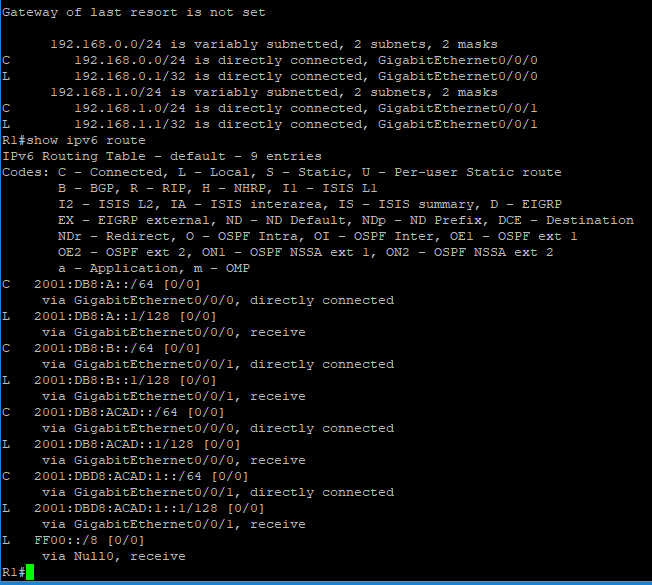 Gateway of last resort is not set
192.168.0.0/24 is variably subnetted, 2 subnets, 2 masks
C 192.168.0.0/24 is directly connected, GigabitEthernet0/0/0
L 192.168.0.1/32 is directly connected, GigabitEthernet0/0/0
192.168.1.0/24 is variably subnetted, 2 subnets, 2 masks
C 192.168.1.0/24 is directly connected, GigabitEthernet0/0/1
L 192.168.1.1/32 is directly connected, GigabitEthernet0/0/1
R1#show ipv6 route
IPv6 Routing Table - default - 9 entries
Codes: C - Connected, L - Local, S - Static, U - Per-user Static route
B - BGP, R - RIP, H - NHRP, I1 - ISIS L1
I2 - ISIS L2, IA - ISIS interarea, IS - ISIS summary, D - EIGRP
EX - EIGRP external, ND - ND Default, NDp - ND Prefix, DCE - Destination
NDr - Redirect, O - OSPF Intra, OI - OSPF Inter, OE1 - OSPF ext 1
OE2 - OSPF ext 2, ON1 - OSPF NSSA ext 1, ON2 - OSPF NSSA ext 2
a - Application, m - OMP
C 2001:DB8:A::/64 [0/0]
via GigabitEthernet0/0/0, directly connected
L 2001:DB8:A::1/128 [0/0]
via GigabitEthernet0/0/0, receive
C 2001:DB8:B::/64 [0/0]
via GigabitEthernet0/0/1, directly connected
L 2001:DB8:B::1/128 [0/0]
via GigabitEthernet0/0/1, receive
C 2001:DB8:ACAD::/64 [0/0]
via GigabitEthernet0/0/0, directly connected
L 2001:DB8:ACAD::1/128 [0/0]
via GigabitEthernet0/0/0, receive
C 2001:DBD8:ACAD:1::/64 [0/0]
via GigabitEthernet0/0/1, directly connected
L 2001:DBD8:ACAD:1::1/128 [0/0]
via GigabitEthernet0/0/1, receive
L FF00::/8 [0/0]
via Null0, receive
R1#